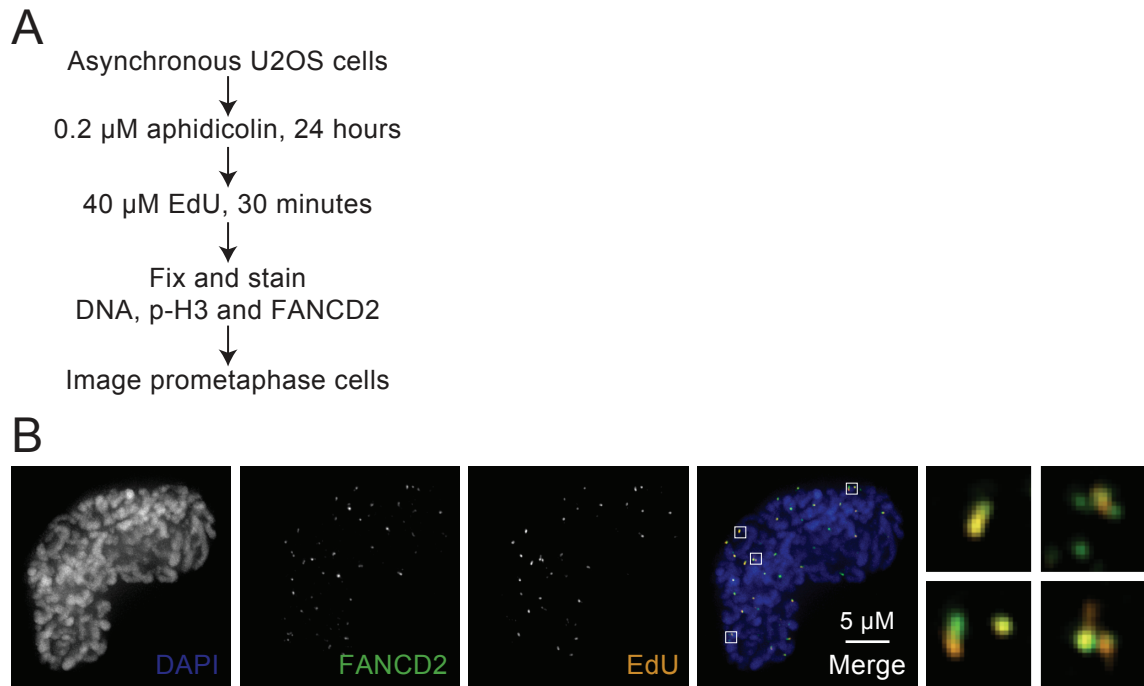 A
Asynchronous U2OS cells
0.2 µM aphidicolin, 24 hours
40 µM EdU, 30 minutes
Fix and stain
DNA, p-H3 and FANCD2
Image prometaphase cells
B
DAPI
FANCD2
EdU
5 µM
Merge